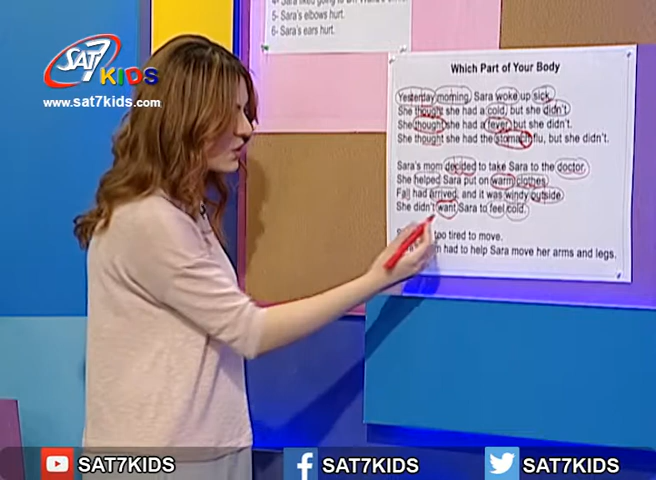 4- Sara liked going to Dr.
5- Sara's elbows hurt.
6- Sara's ears hurt.
SAT7
KIDS
www.sat7kids.com
Which Part of Your Body
Yesterday morning, Sara woke up sick.
She thought she had a cold, but she didn't
She thought she had a fever, but she didn't.
She thought she had the stomach flu, but she didn't.
Sara's mom decided to take Sara to the doctor.
She helped Sara put on warm clothes.
Fall had arrived, and it was windy outside.
She didn't want Sara to feel cold.
too tired to move.
had to help Sara move her arms and legs.
SAT7KIDS
SAT7KIDS
SAT7KIDS